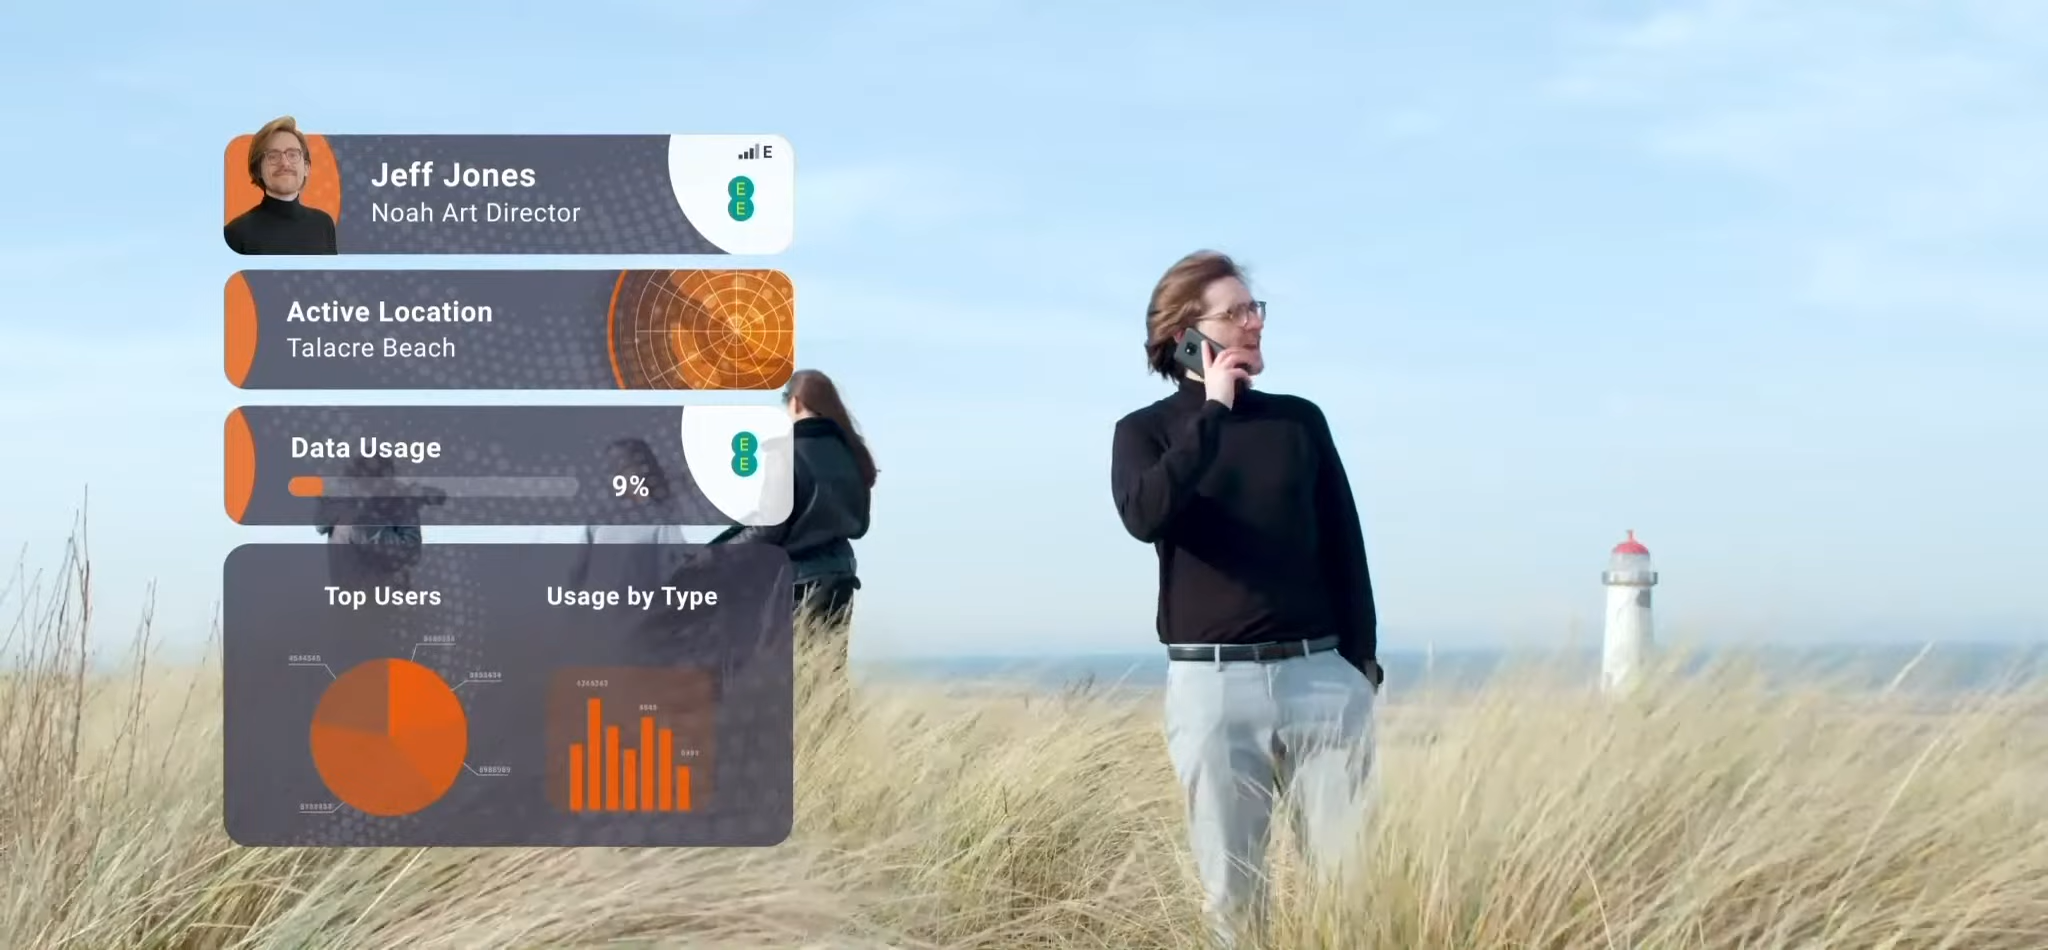 E
E
E
Jeff Jones
Noah Art Director
Active Location
Talacre Beach
Data Usage
9%
E
E
Top Users
Usage by Type